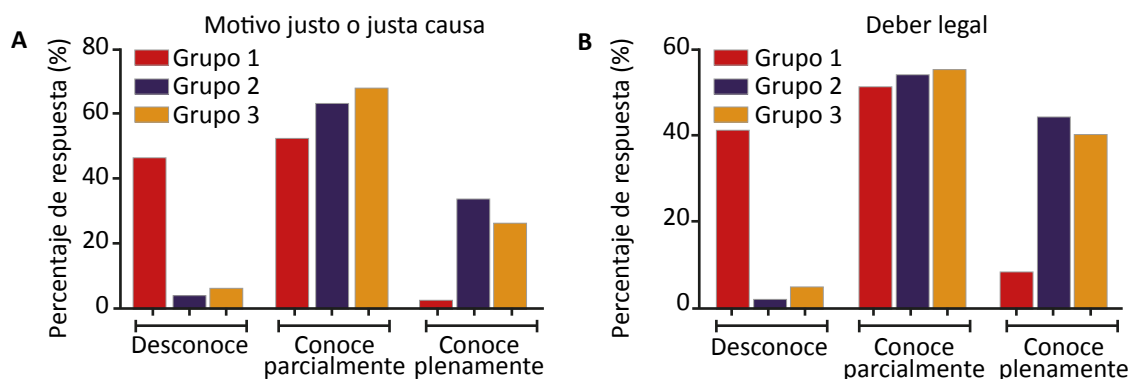 A
Motivo justo o justa causa
Percentaje de respuesta (%)
80
60
40
20
0
Grupo 1
Grupo 2
Grupo 3
Desconoce
Conoce
parcialmente
Conoce
plenamente
B
Deber legal
Percentaje de respuesta (%)
60
40
20
0
Grupo 1
Grupo 2
Grupo 3
Desconoce
Conoce
parcialmente
Conoce
plenamente